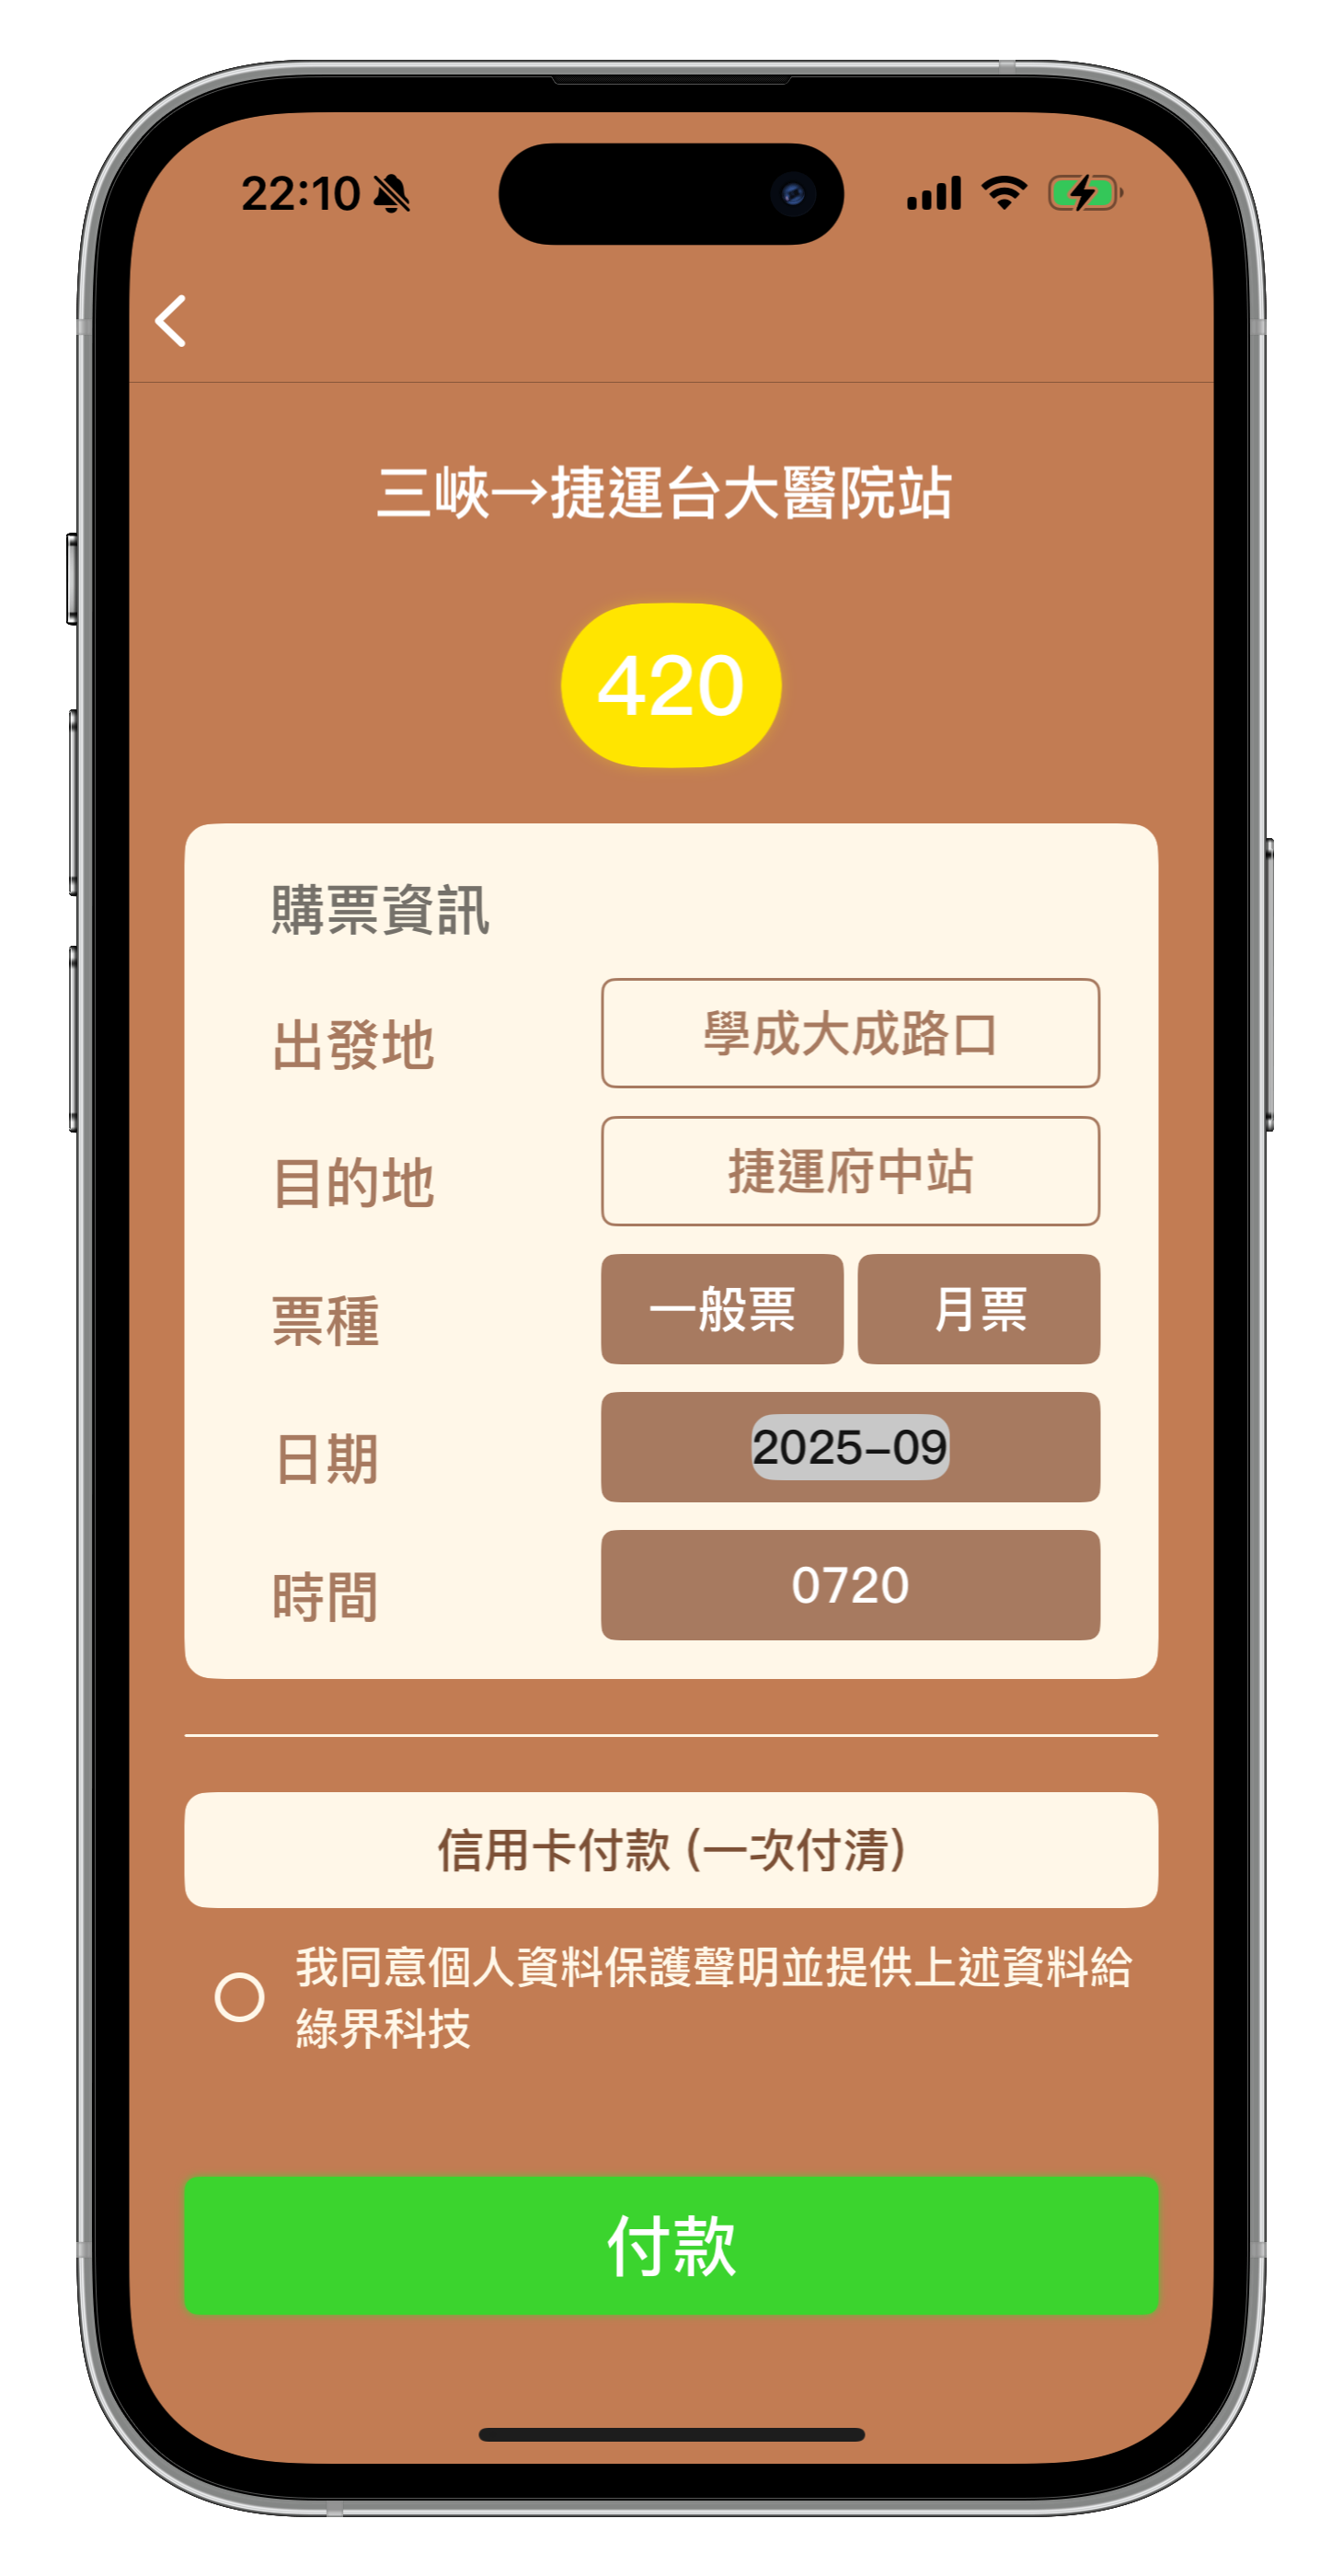 22:10
三峽→捷運台大醫院站
420
購票資訊
出發地 學成大成路口
目的地 捷運府中站
票種 一般票 月票
日期 2025-09
時間 0720
信用卡付款 (一次付清)
我同意個人資料保護聲明並提供上述資料給
綠界科技
付款